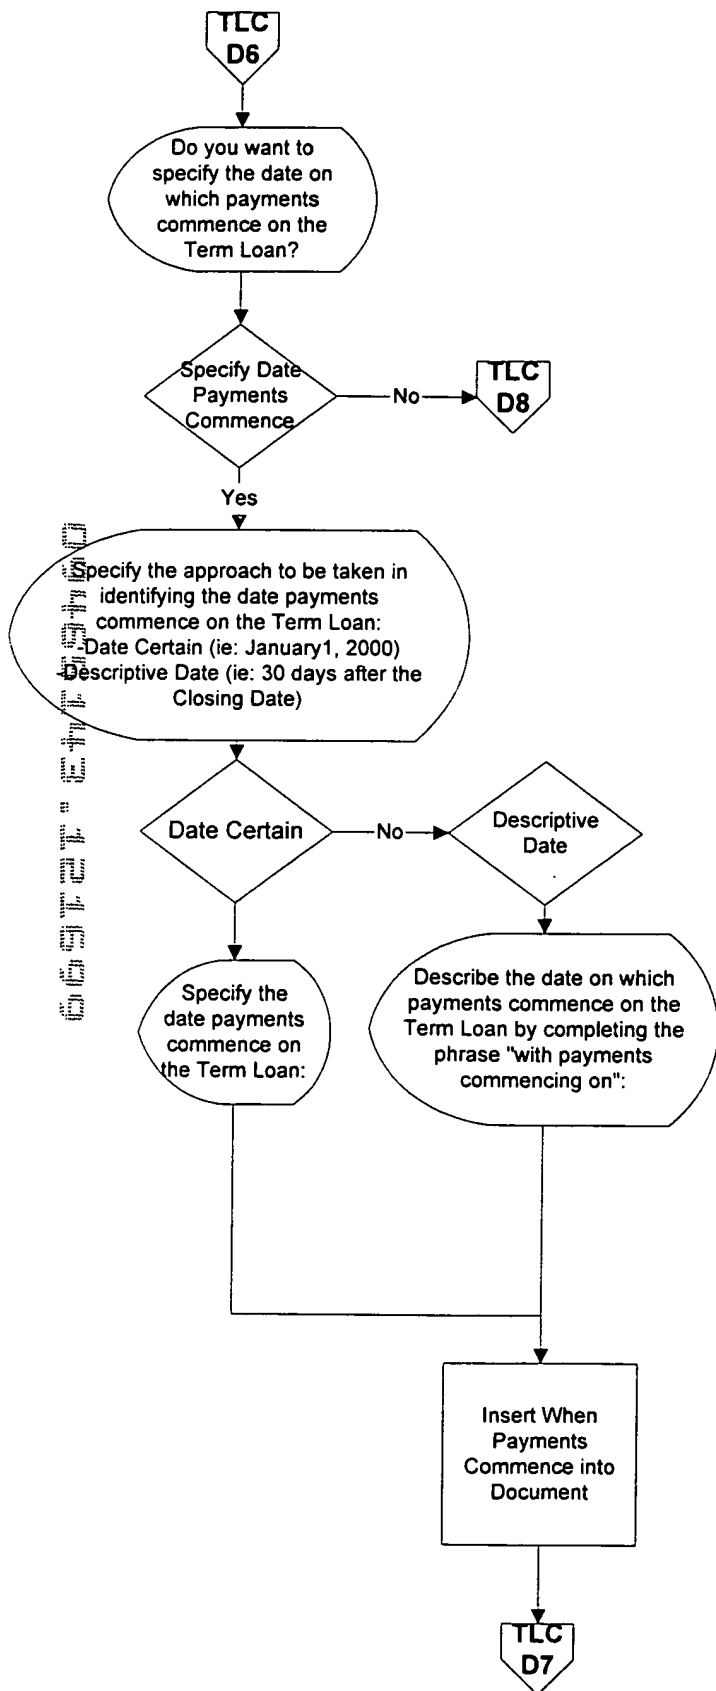 TLC
D6
Do you want to
specify the date on
which payments
commence on the
Term Loan?
Specify Date
Payments
Commence
No
TLC
D8
Yes
Specify the approach to be taken in
identifying the date payments
commence on the Term Loan:
-Date Certain (ie: January1, 2000)
-Descriptive Date (ie: 30 days after the
Closing Date)
Date Certain
No
Descriptive
Date
Specify the
date payments
commence on
the Term Loan:
Describe the date on which
payments commence on the
Term Loan by completing the
phrase "with payments
commencing on":
Insert When
Payments
Commence into
Document
TLC
D7